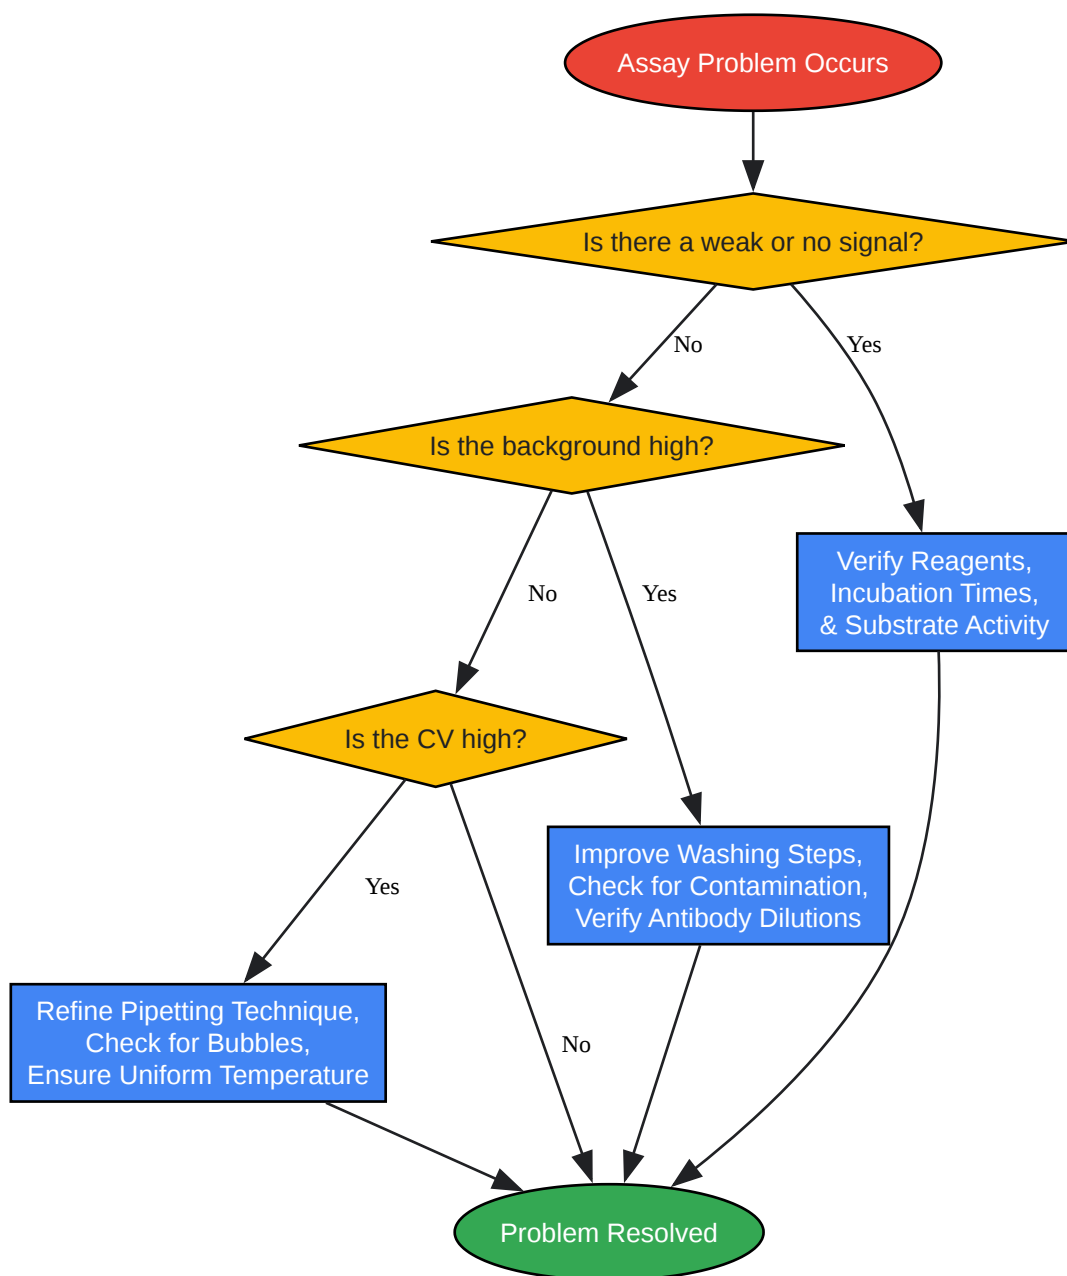 Assay Problem Occurs
Is there a weak or no signal?
No
Yes
Is the background high?
Verify Reagents,
Incubation Times,
& Substrate Activity
No
Yes
Is the CV high?
Improve Washing Steps,
Check for Contamination,
Verify Antibody Dilutions
Yes
Refine Pipetting Technique,
Check for Bubbles,
Ensure Uniform Temperature
No
Problem Resolved